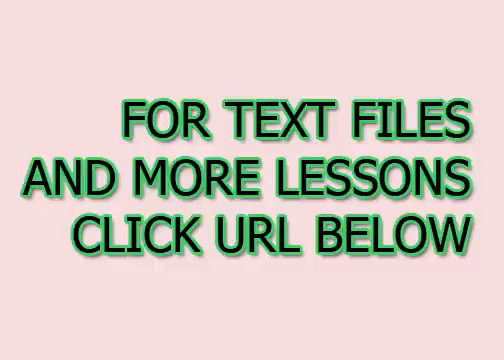 FOR TEXT FILES
AND MORE LESSONS
CLICK URL BELOW